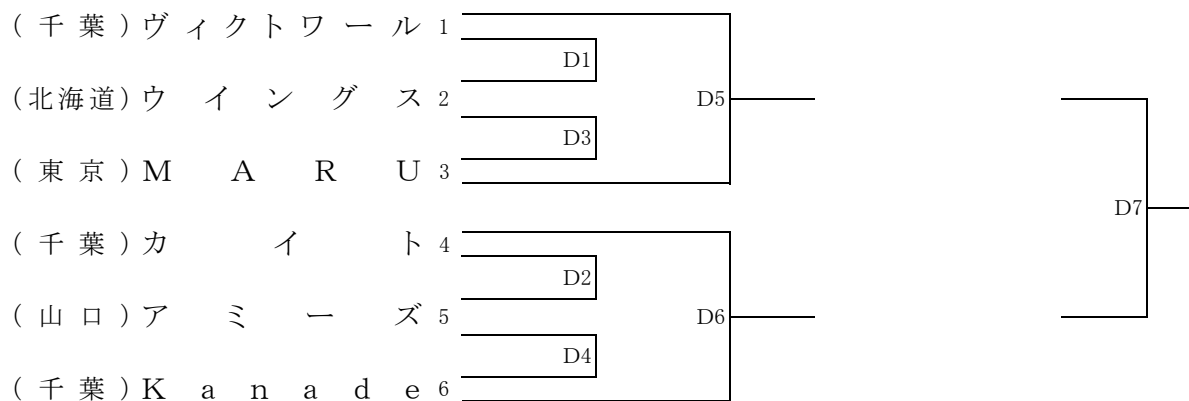 (千葉)ヴィクトワール 1
D1
(北海道)ウイングス 2
D5
D3
(東京)MARU 3
D7
(千葉)カイト 4
D2
(山口)アミーズ 5
D6
D4
(千葉)Kanade 6